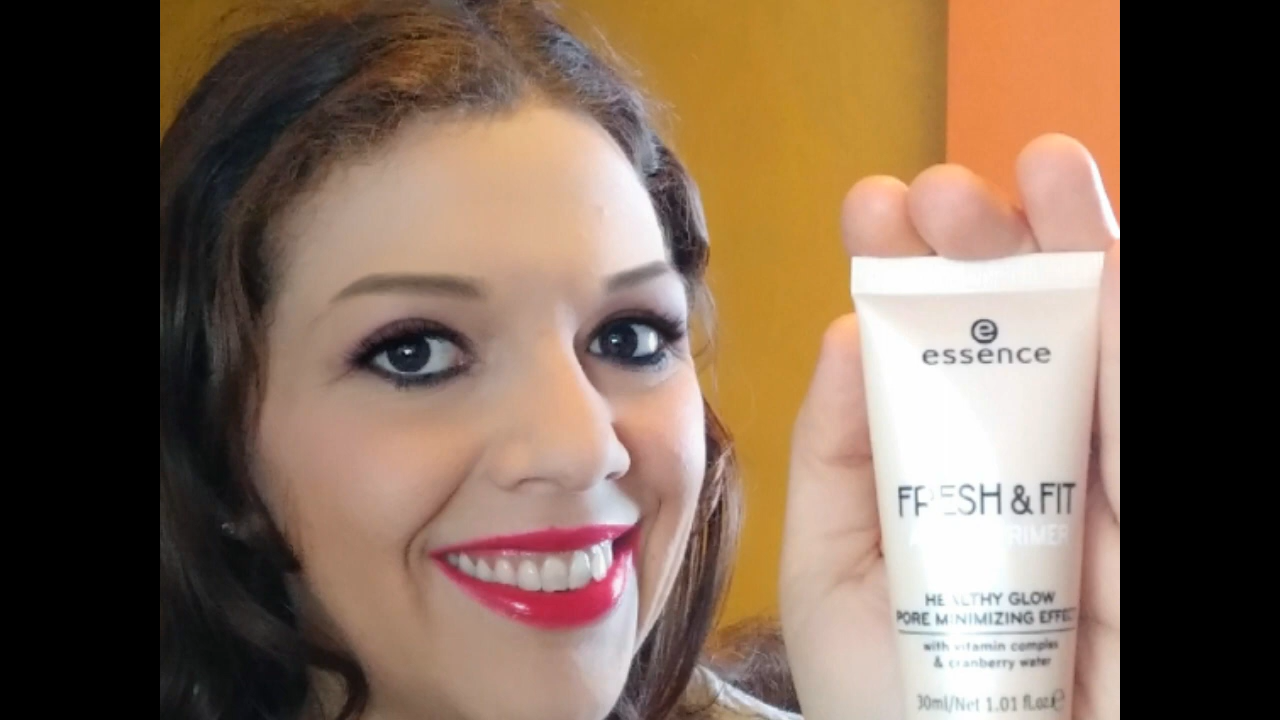 e
essence
FRESH & FIT
PRIMER
HEALTHY GLOW
PORE MINIMIZING EFFECT
with vitamin complex
& cranberry water
30ml/Net 1.01 fl.oz. ℮